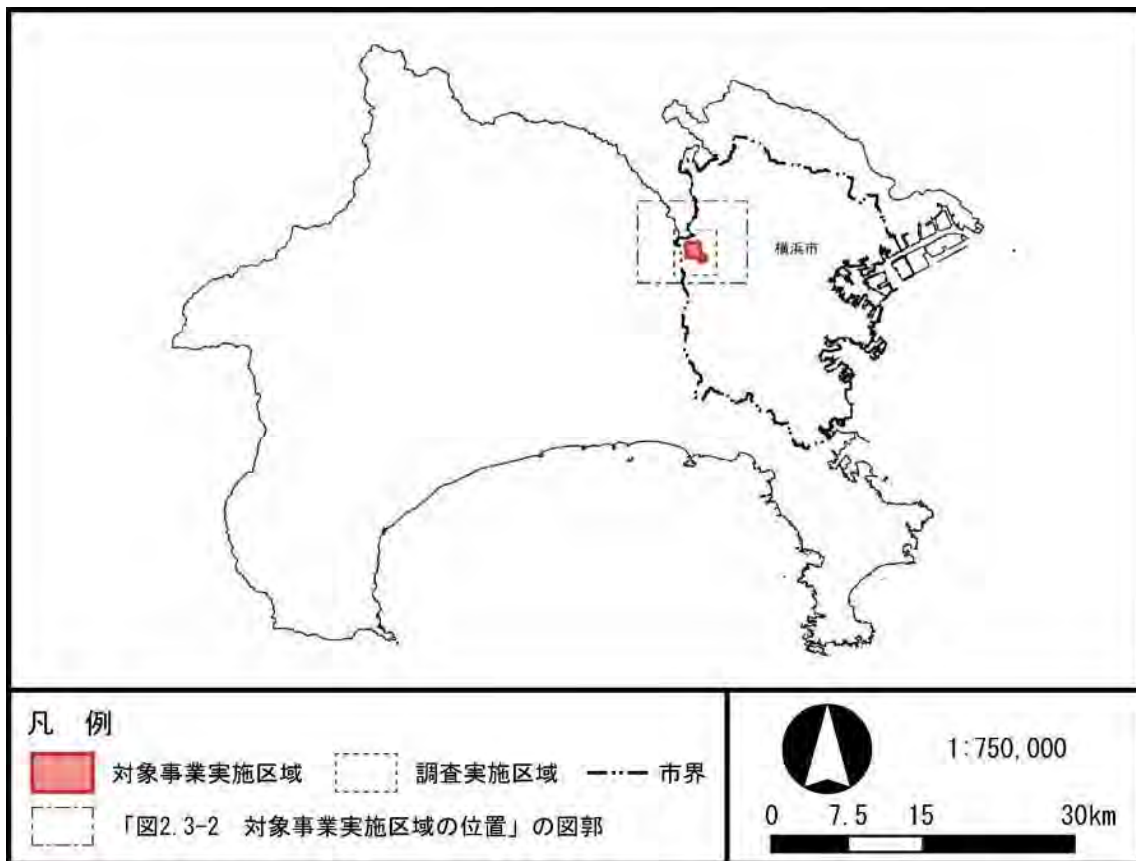 横浜市
凡 例
対象事業実施区域
調査実施区域
市界
「図2.3-2 対象事業実施区域の位置」の図郭
1:750,000
0 7.5 15 30km